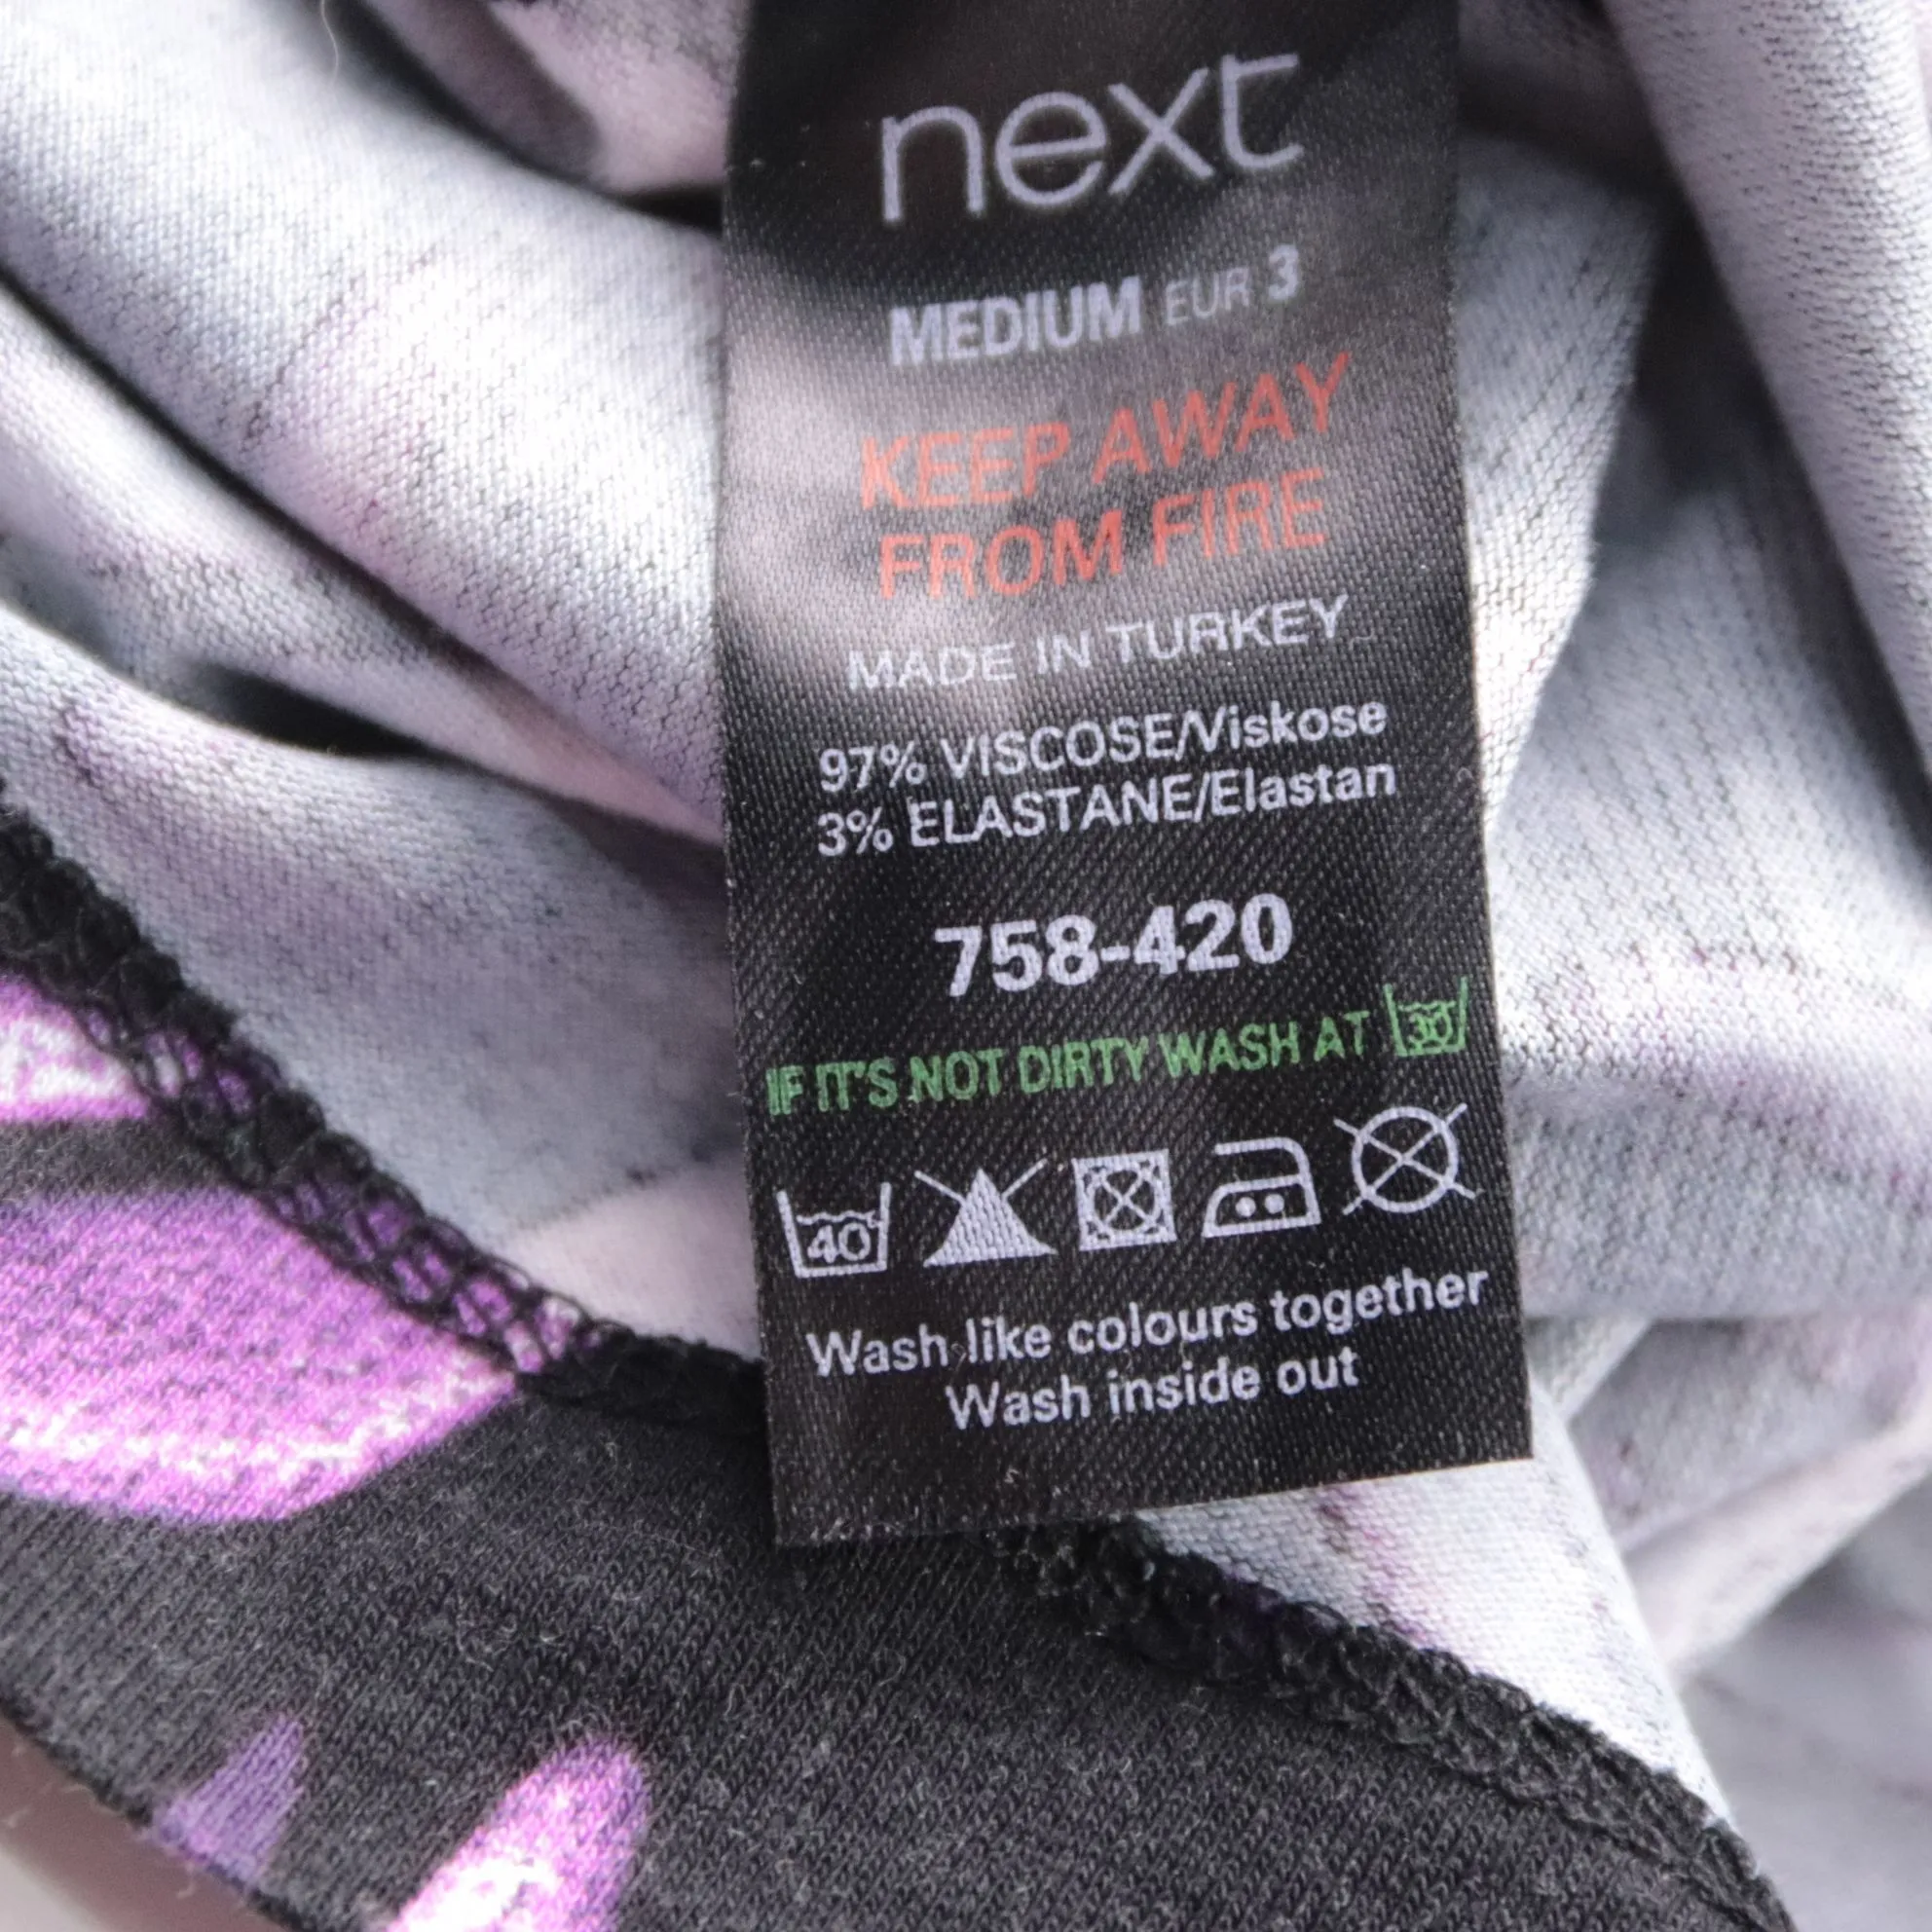 next
MEDIUM EUR 3
KEEP AWAY
FROM FIRE
MADE IN TURKEY
97% VISCOSE/Viskose
3% ELASTANE/Elastan
758-420
IF IT'S NOT DIRTY WASH AT 30
40
Wash like colours together
Wash inside out